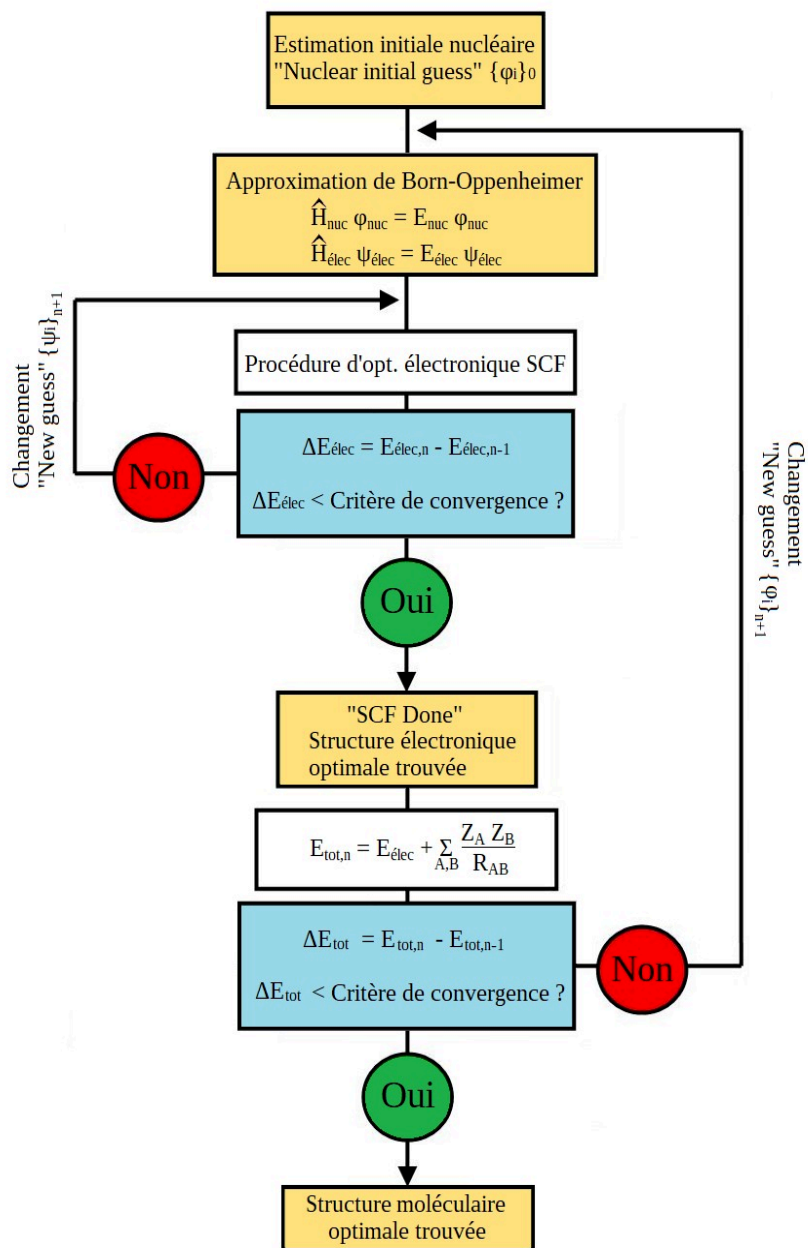 Estimation initiale nucléaire
"Nuclear initial guess" {φi}0
Approximation de Born-Oppenheimer
Ĥnuc φnuc = Enuc φnuc
Ĥélec ψélec = Eélec ψélec
Changement
"New guess" {ψi}n+1
Procédure d'opt. électronique SCF
ΔEélec = Eélec,n - Eélec,n-1
ΔEélec < Critère de convergence ?
Non
Oui
Changement
"New guess" {φi}n+1
"SCF Done"
Structure électronique
optimale trouvée
Etot,n = Eélec + Σ A,B ZA ZB / RAB
ΔEtot = Etot,n - Etot,n-1
ΔEtot < Critère de convergence ?
Non
Oui
Structure moléculaire
optimale trouvée